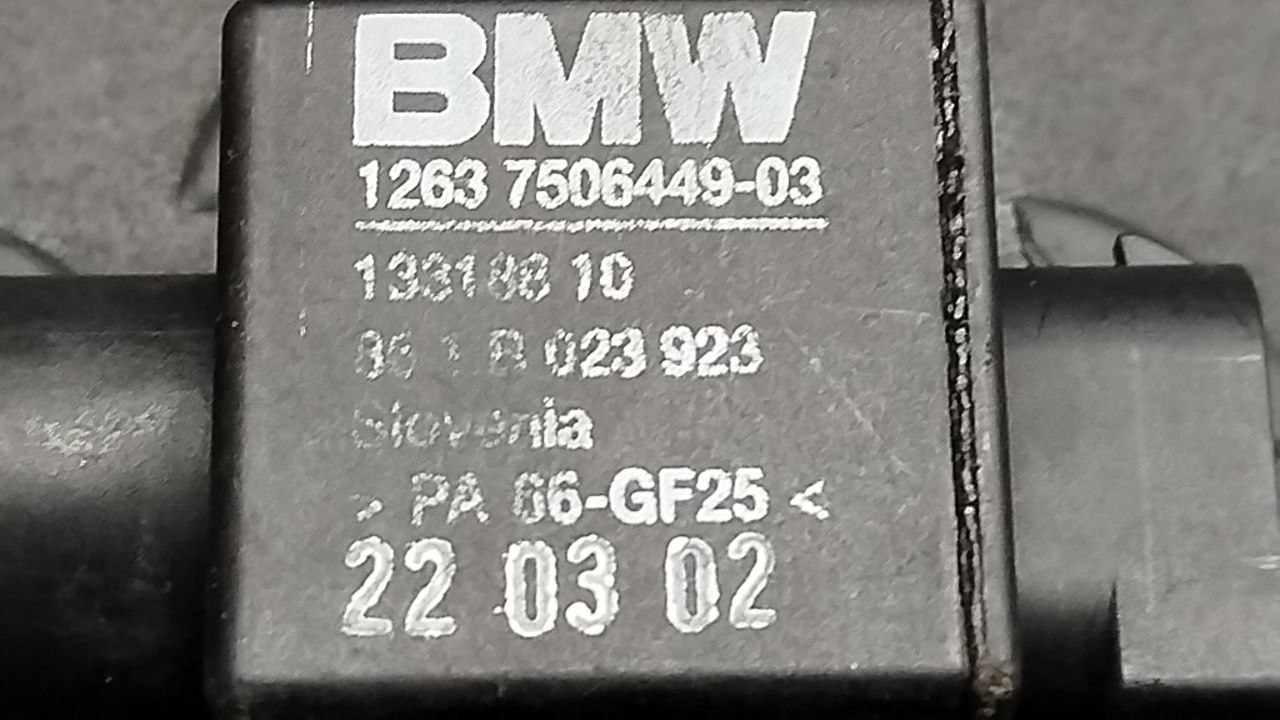 BMW
1263 7506449-03
133188 10
023 923
Slovenia
> PA 66-GF25 <
22 03 02